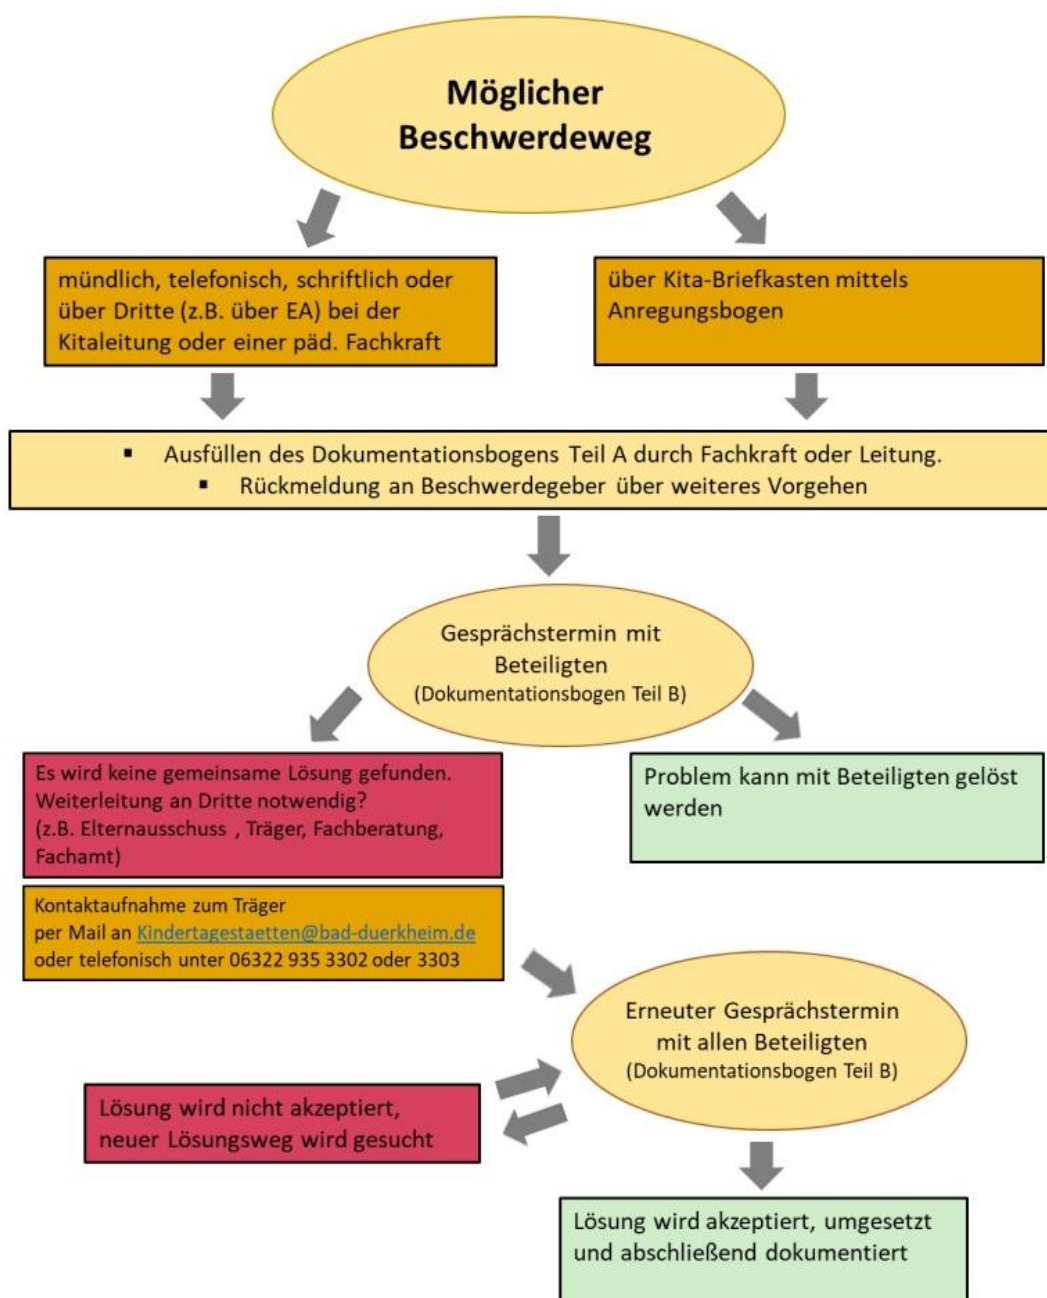 Möglicher
Beschwerdeweg
mündlich, telefonisch, schriftlich oder
über Dritte (z.B. über EA) bei der
Kitaleitung oder einer päd. Fachkraft
über Kita-Briefkasten mittels
Anregungsbogen
▪ Ausfüllen des Dokumentationsbogens Teil A durch Fachkraft oder Leitung.
▪ Rückmeldung an Beschwerdegeber über weiteres Vorgehen
Gesprächstermin mit
Beteiligten
(Dokumentationsbogen Teil B)
Es wird keine gemeinsame Lösung gefunden.
Weiterleitung an Dritte notwendig?
(z.B. Elternausschuss , Träger, Fachberatung,
Fachamt)
Problem kann mit Beteiligten gelöst
werden
Kontaktaufnahme zum Träger
per Mail an Kindertagestaetten@bad-duerkheim.de
oder telefonisch unter 06322 935 3302 oder 3303
Erneuter Gesprächstermin
mit allen Beteiligten
(Dokumentationsbogen Teil B)
Lösung wird nicht akzeptiert,
neuer Lösungsweg wird gesucht
Lösung wird akzeptiert, umgesetzt
und abschließend dokumentiert